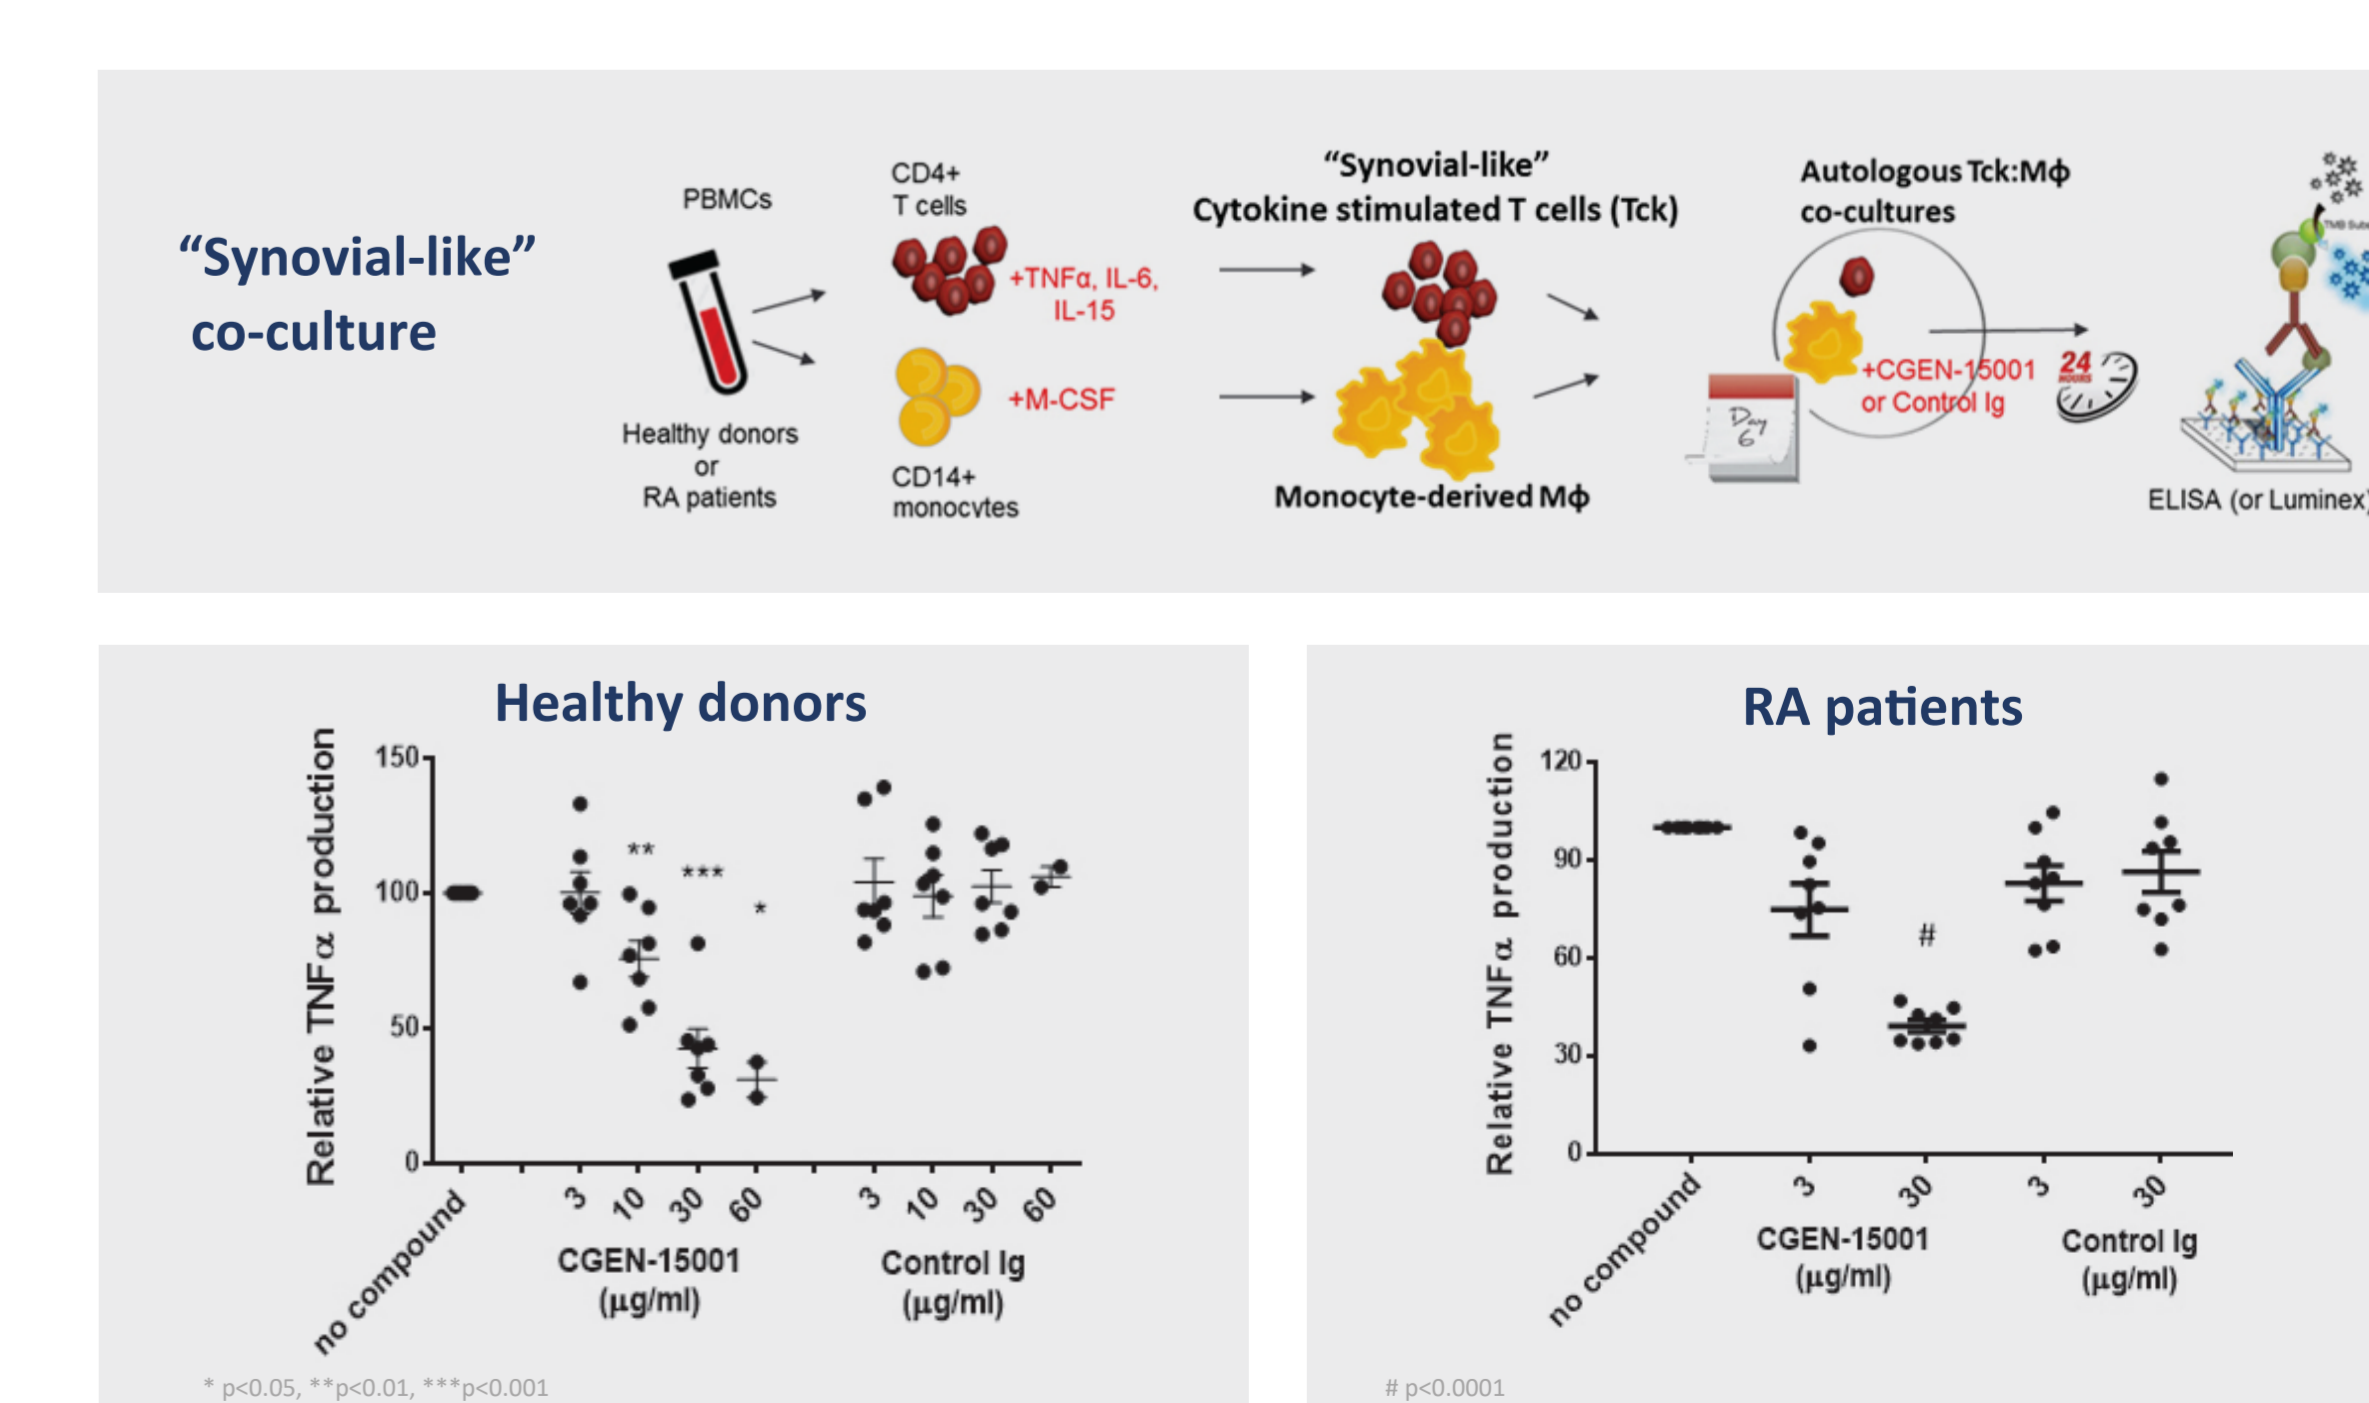 “Synovial-like”
co-culture
PBMCs
Healthy donors
or
RA patients
CD4+
T cells
+TNFα, IL-6,
IL-15
+M-CSF
CD14+
monocytes
“Synovial-like”
Cytokine stimulated T cells (Tck)
Monocyte-derived Mϕ
Autologous Tck:Mϕ
co-cultures
+CGEN-15001
or Control Ig
Day
6
24
HOURS
TMB
ELISA (or Luminex)
Healthy donors
Relative TNFα production
150
100
50
0
**
***
*
no compound
3
10
30
60
3
10
30
60
CGEN-15001
(μg/ml)
Control Ig
(μg/ml)
* p<0.05, **p<0.01, ***p<0.001
RA patients
Relative TNFα production
120
90
60
30
0
#
no compound
3
30
3
30
CGEN-15001
(μg/ml)
Control Ig
(μg/ml)
# p<0.0001